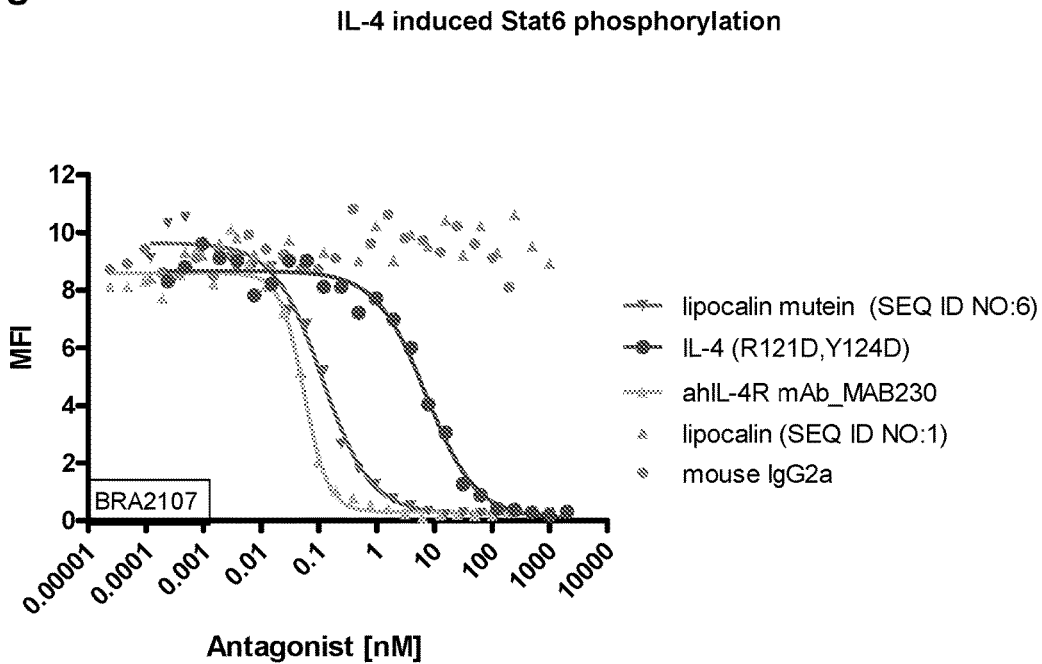 IL-4 induced Stat6 phosphorylation
12
10
8
6
4
2
0
MFI
BRA2107
0.00001
0.0001
0.001
0.01
0.1
1
10
100
1000
10000
Antagonist [nM]
lipocalin mutein (SEQ ID NO:6)
IL-4 (R121D,Y124D)
ahIL-4R mAb_MAB230
lipocalin (SEQ ID NO:1)
mouse IgG2a